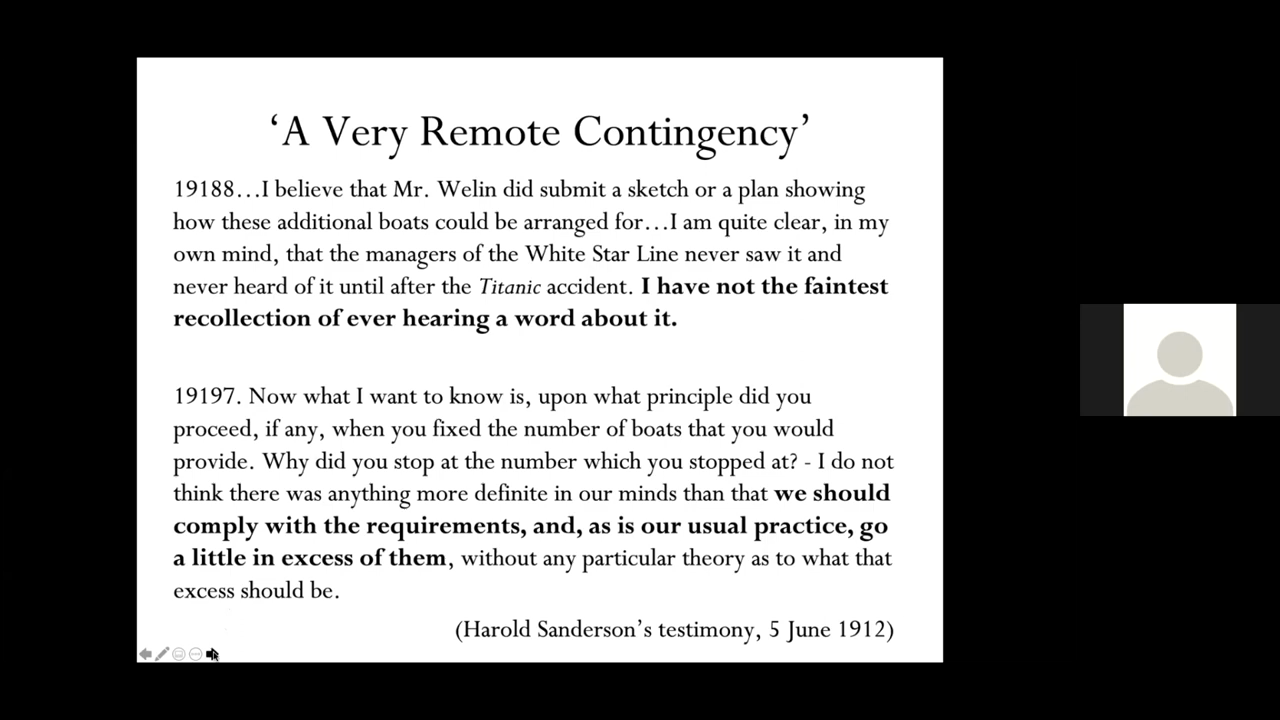 ‘A Very Remote Contingency’
19188…I believe that Mr. Welin did submit a sketch or a plan showing
how these additional boats could be arranged for…I am quite clear, in my
own mind, that the managers of the White Star Line never saw it and
never heard of it until after the Titanic accident. I have not the faintest
recollection of ever hearing a word about it.
19197. Now what I want to know is, upon what principle did you
proceed, if any, when you fixed the number of boats that you would
provide. Why did you stop at the number which you stopped at? - I do not
think there was anything more definite in our minds than that we should
comply with the requirements, and, as is our usual practice, go
a little in excess of them, without any particular theory as to what that
excess should be.
(Harold Sanderson’s testimony, 5 June 1912)